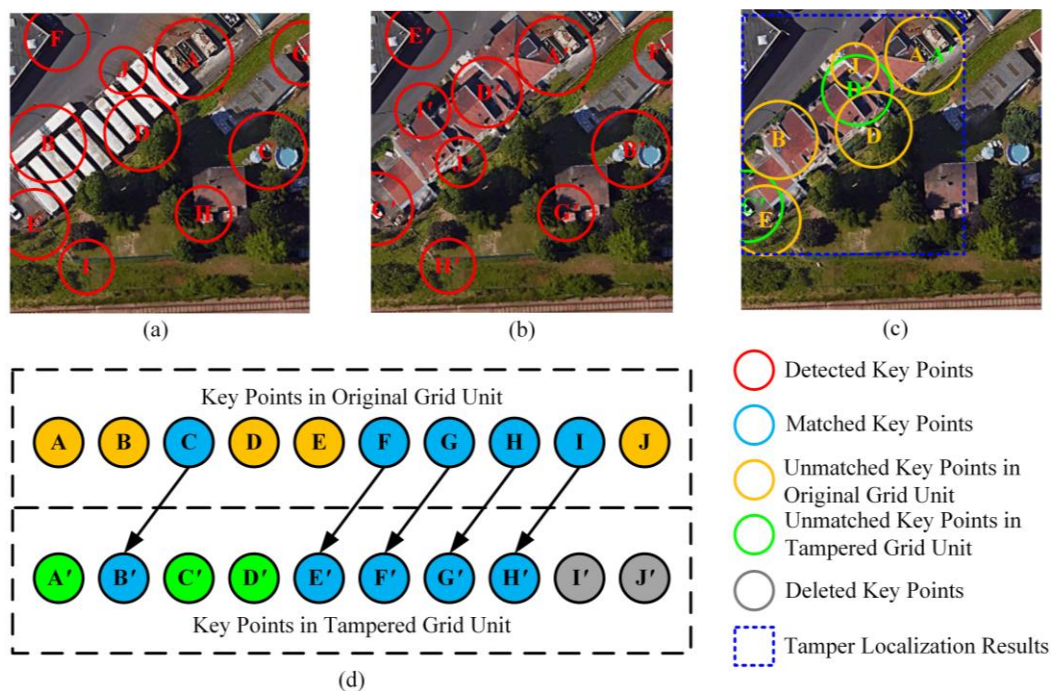 F
J
A
G
B
D
C
E
H
I
(a)
E'
A'
F'
D'
I'
J'
B'
C'
G'
H'
(b)
A
A'
J
D'
B
D
C'
E
(c)
Key Points in Original Grid Unit
A B C D E F G H I J
A' B' C' D' E' F' G' H' I' J'
Key Points in Tampered Grid Unit
(d)
Detected Key Points
Matched Key Points
Unmatched Key Points in
Original Grid Unit
Unmatched Key Points in
Tampered Grid Unit
Deleted Key Points
Tamper Localization Results